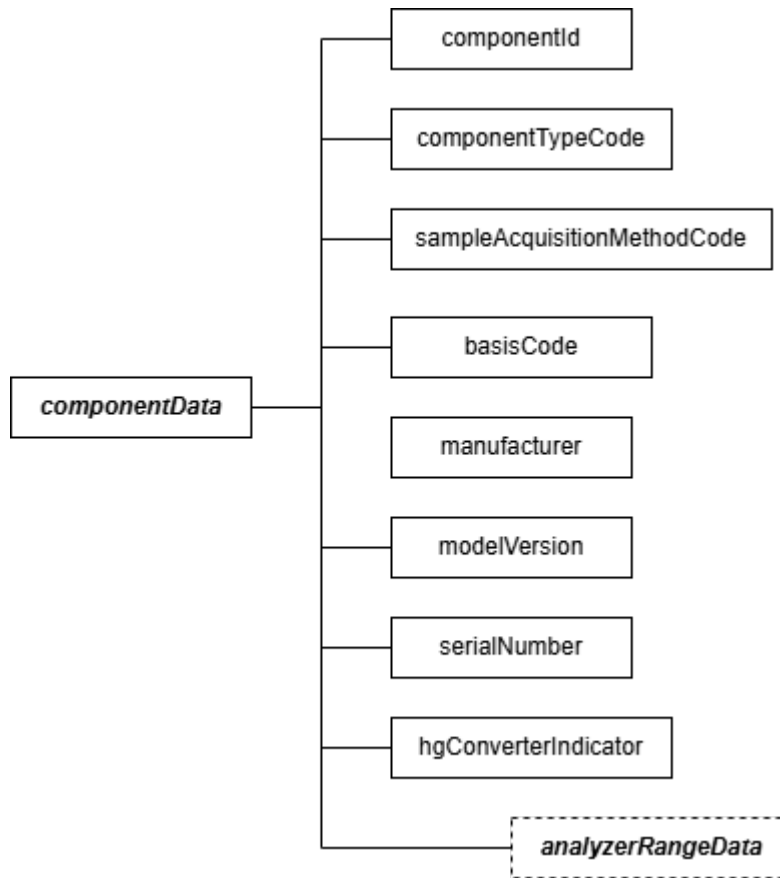 componentId
componentTypeCode
sampleAcquisitionMethodCode
basisCode
componentData
manufacturer
modelVersion
serialNumber
hgConverterIndicator
analyzerRangeData